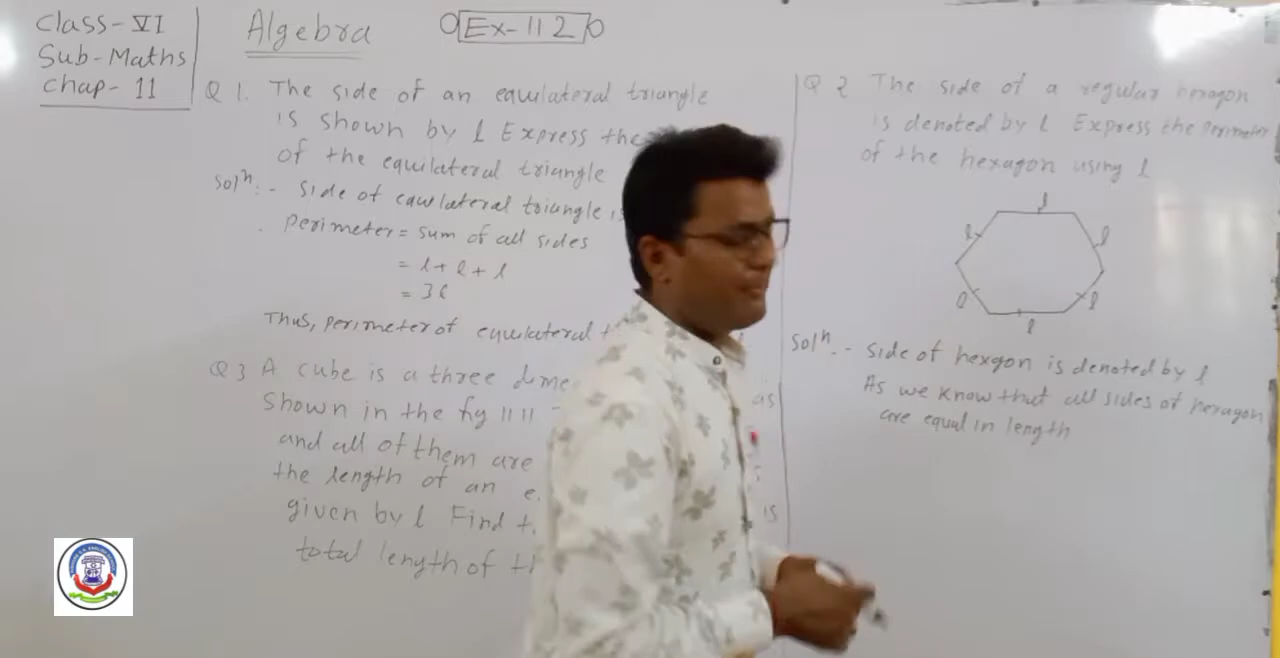 Class-VI
Sub-Maths
Chap-11
Algebra
Ex-11 2
Q 1. The side of an equilateral triangle
is shown by l Express the
of the equilateral triangle
Solⁿ:- side of equilateral triangle is
Perimeter = sum of all sides
= l + l + l
= 3l
Thus, perimeter of equilateral t
Q 3 A cube is a three dime as
shown in the fig 11 11
and all of them are
the length of an e. is
given by l Find t
total length of th
Q 2 The side of a regular hexagon
is denoted by l Express the perimeter
of the hexagon using l
l
l
l
l
l
l
Solⁿ.- side of hexgon is denoted by l
As we know that all sides of hexagon
are equal in length